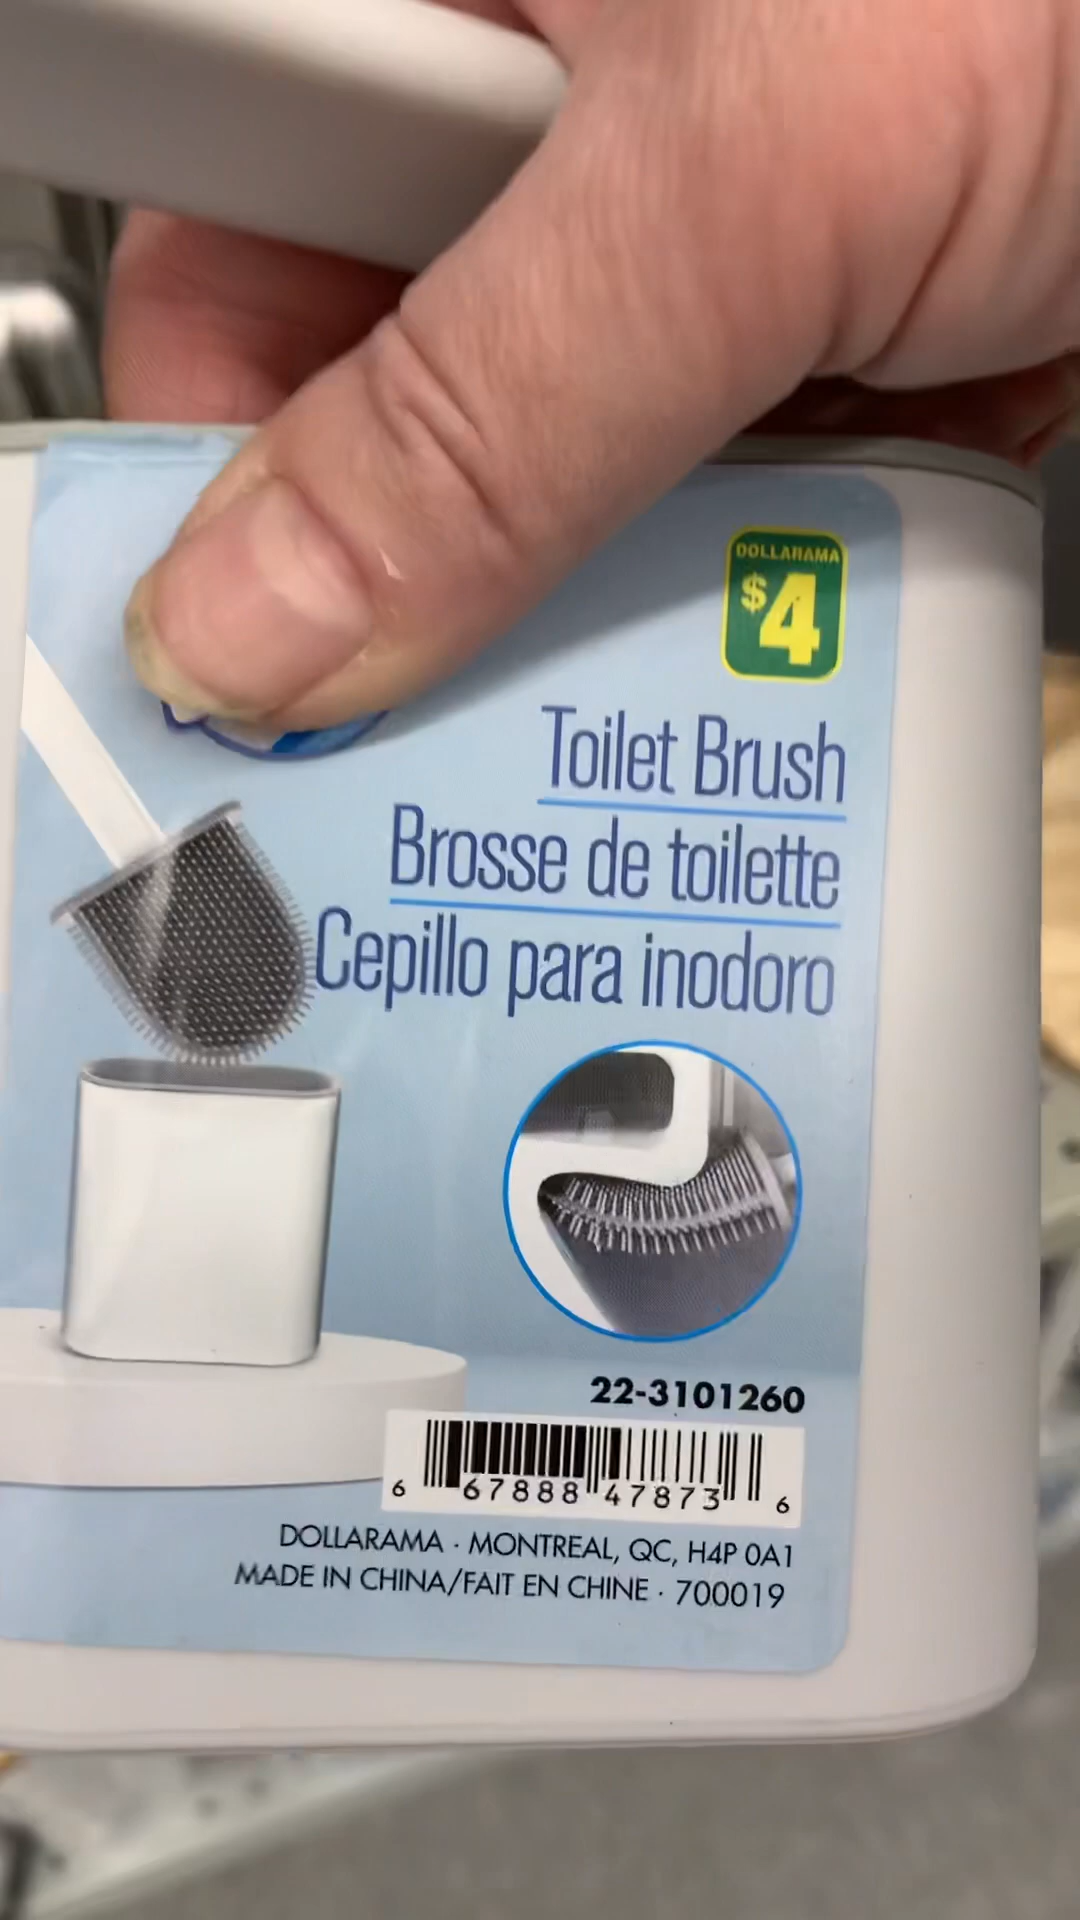 DOLLARAMA
$4
Toilet Brush
Brosse de toilette
Cepillo para inodoro
22-3101260
6 67888 47873 6
DOLLARAMA · MONTREAL, QC, H4P 0A1
MADE IN CHINA/FAIT EN CHINE · 700019